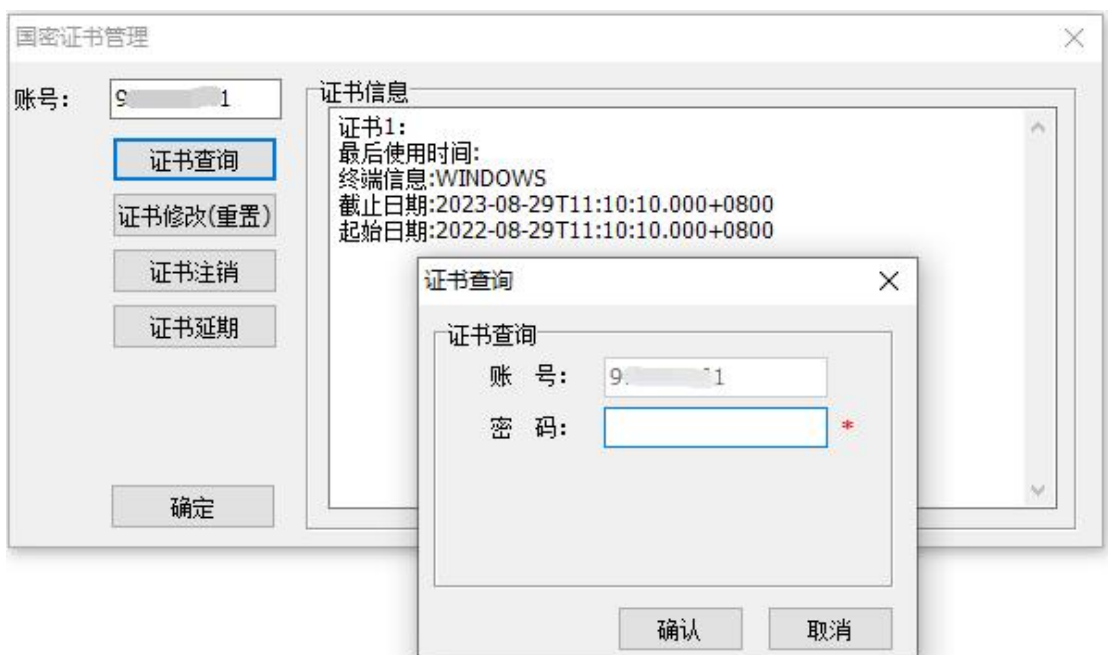 国密证书管理
账号:
证书查询
证书修改(重置)
证书注销
证书延期
确定
证书信息
证书1:
最后使用时间:
终端信息:WINDOWS
截止日期:2023-08-29T11:10:10.000+0800
起始日期:2022-08-29T11:10:10.000+0800
证书查询
证书查询
账 号:
密 码:
*
确认
取消